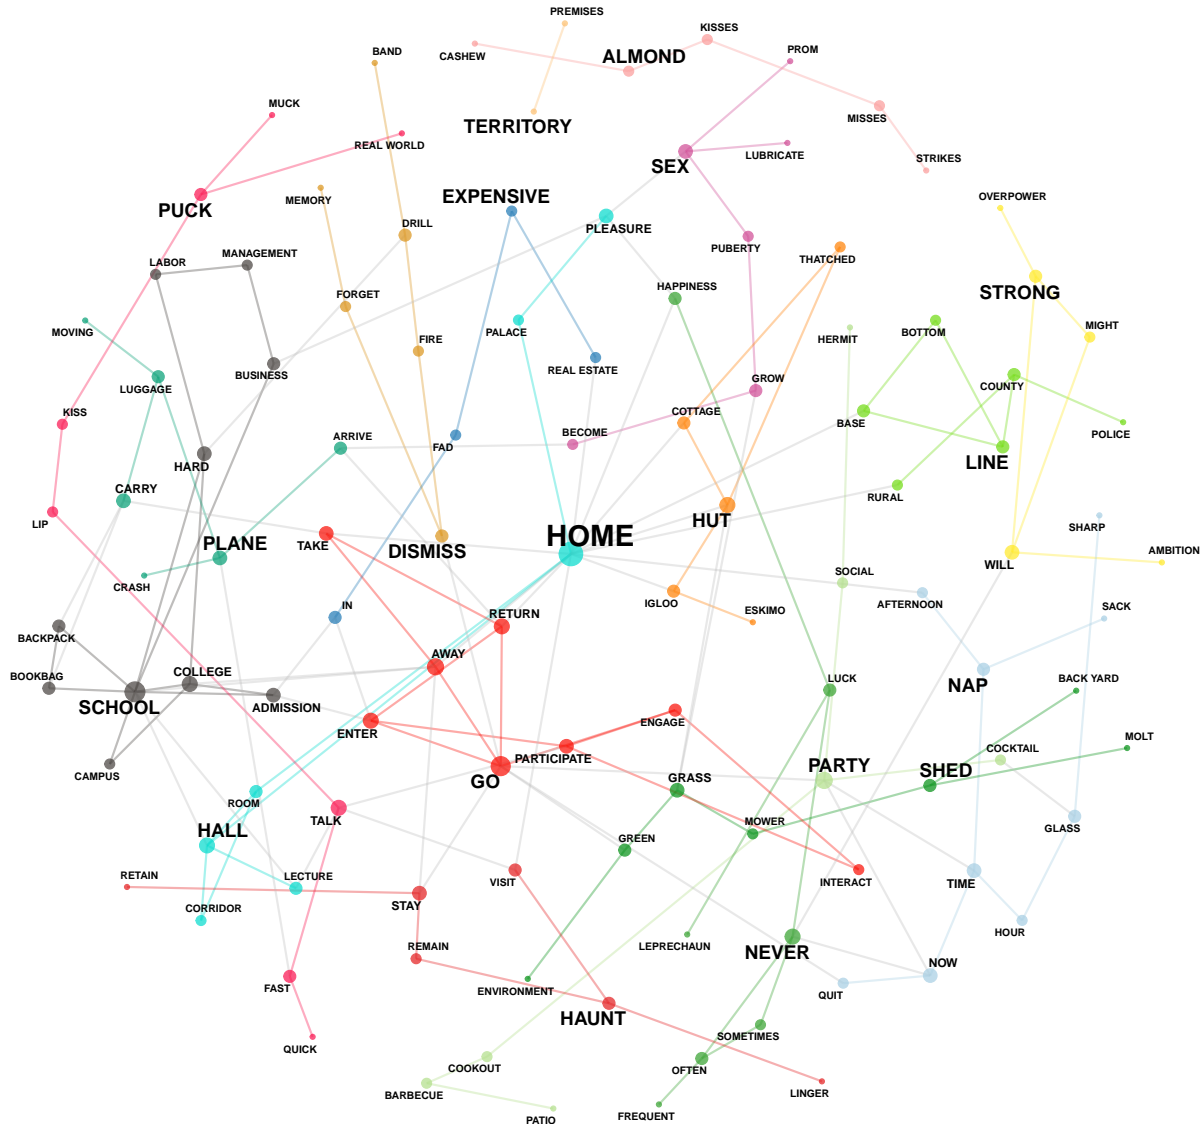 PREMISES
KISSES
BAND
ALMOND
PROM
CASHEW
MUCK
TERRITORY
MISSES
REAL WORLD
SEX
LUBRICATE
STRIKES
EXPENSIVE
OVERPOWER
MEMORY
PUCK
DRILL
PLEASURE
PUBERTY
MANAGEMENT
THATCHED
LABOR
HAPPINESS
STRONG
FORGET
MOVING
PALACE
HERMIT
BOTTOM
MIGHT
FIRE
BUSINESS
REAL ESTATE
LUGGAGE
COUNTY
GROW
KISS
COTTAGE
ARRIVE
BECOME
BASE
FAD
POLICE
HARD
LINE
CARRY
RURAL
LIP
HUT
HOME
SHARP
PLANE
TAKE
DISMISS
WILL
AMBITION
CRASH
SOCIAL
IN
IGLOO
ESKIMO
AFTERNOON
SACK
RETURN
BACKPACK
AWAY
COLLEGE
BOOKBAG
NAP
LUCK
BACK YARD
SCHOOL
ADMISSION
ENGAGE
ENTER
PARTICIPATE
COCKTAIL
MOLT
CAMPUS
GO
GRASS
PARTY
SHED
ROOM
TALK
MOWER
HALL
GREEN
GLASS
LECTURE
VISIT
INTERACT
TIME
RETAIN
STAY
CORRIDOR
HOUR
REMAIN
LEPRECHAUN
NEVER
NOW
FAST
ENVIRONMENT
QUIT
HAUNT
SOMETIMES
QUICK
COOKOUT
OFTEN
BARBECUE
LINGER
PATIO
FREQUENT